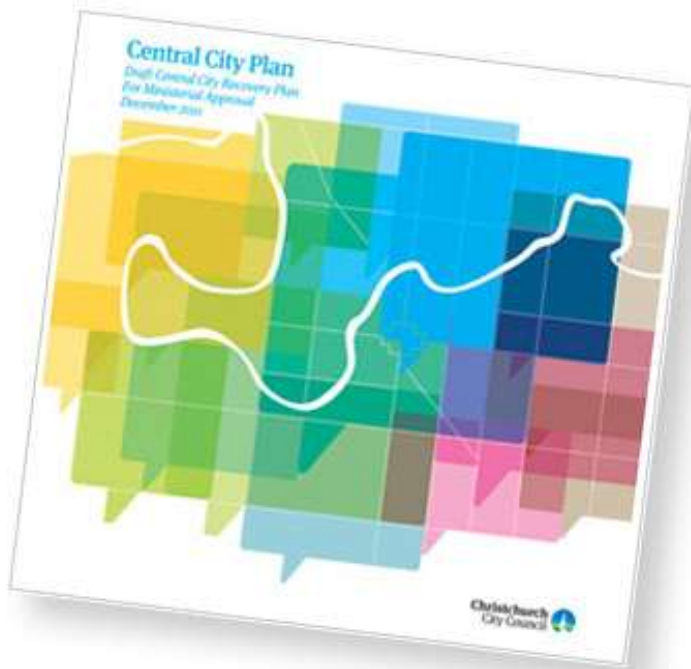 Central City Plan
Draft Central City Recovery Plan
For Ministerial Approval
December 2011
Christchurch
City Council